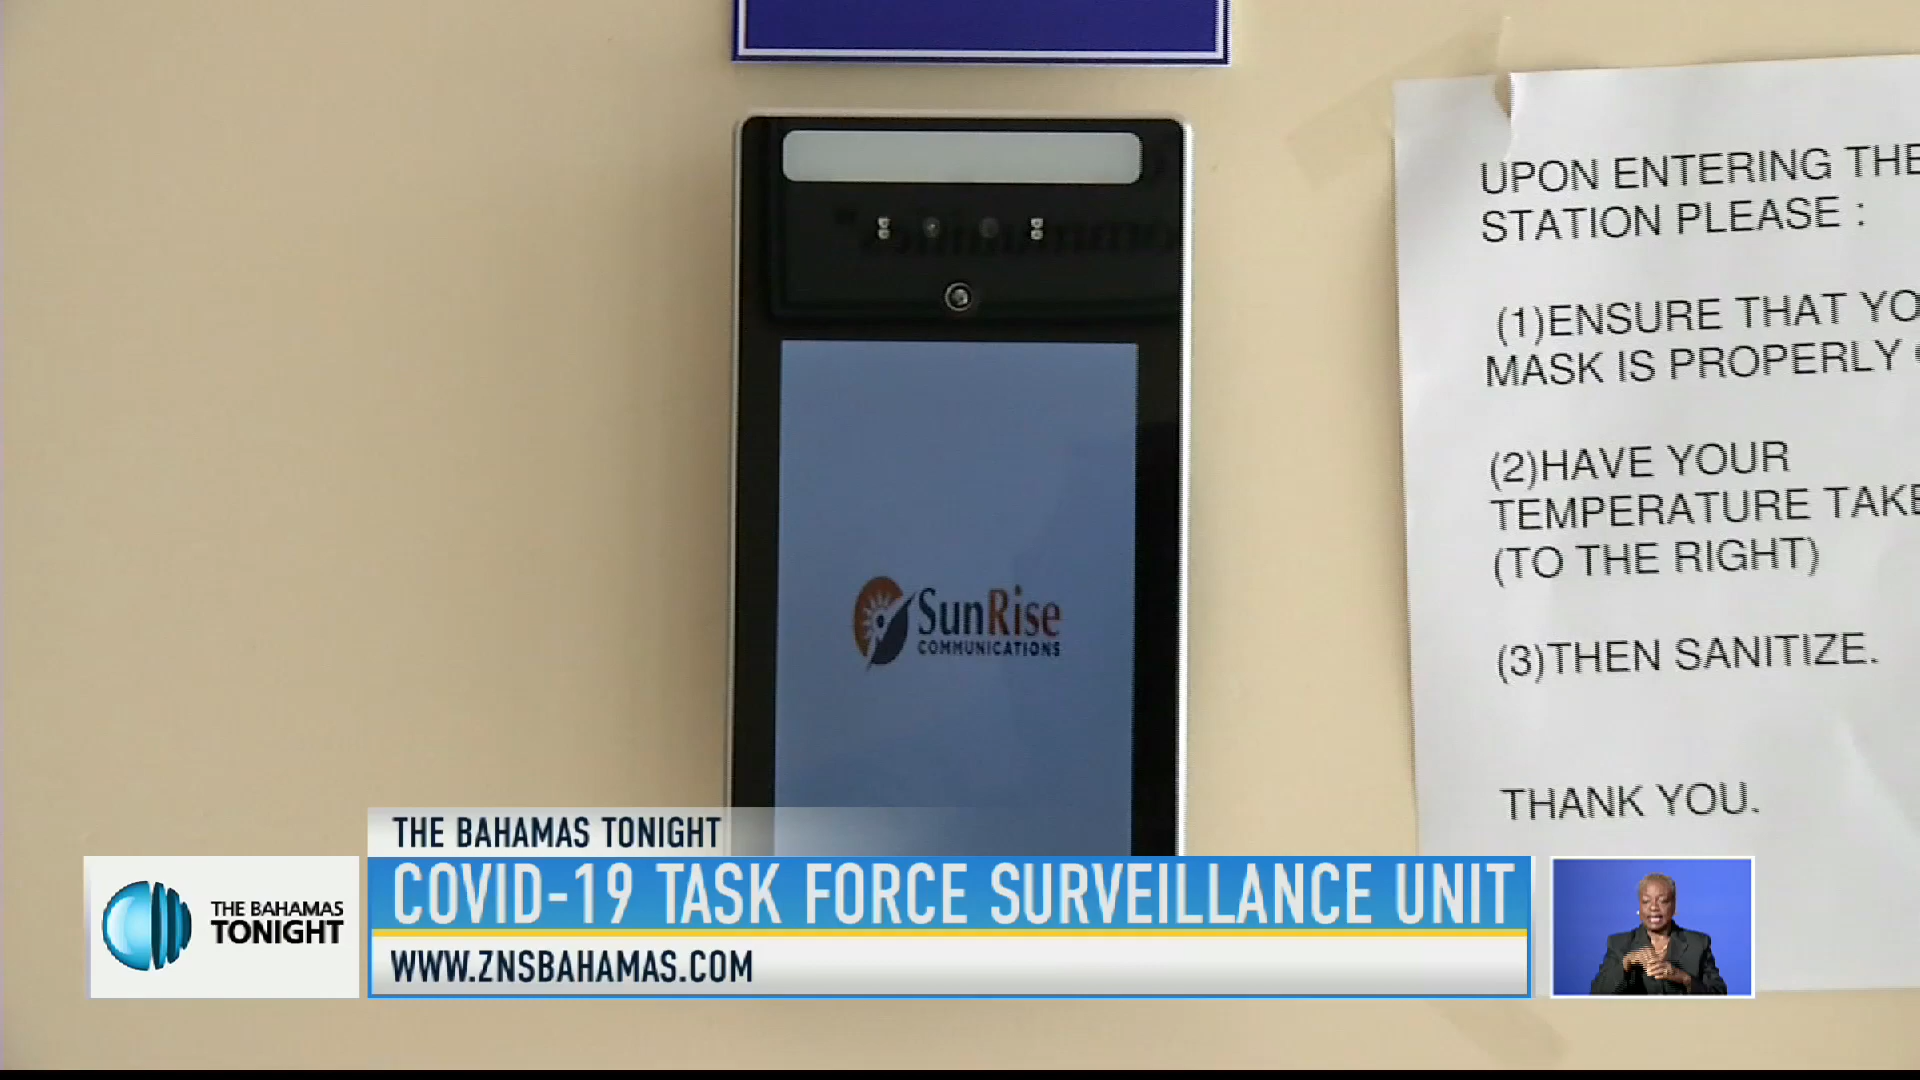 UPON ENTERING THE
STATION PLEASE :
(1)ENSURE THAT
MASK IS PROPERLY
(2)HAVE YOUR
TEMPERATURE
(TO THE RIGHT)
(3)THEN SANITIZE.
THANK YOU.
SunRise
COMMUNICATIONS
THE BAHAMAS TONIGHT
COVID-19 TASK FORCE SURVEILLANCE UNIT
WWW.ZNSBAHAMAS.COM
THE BAHAMAS
TONIGHT